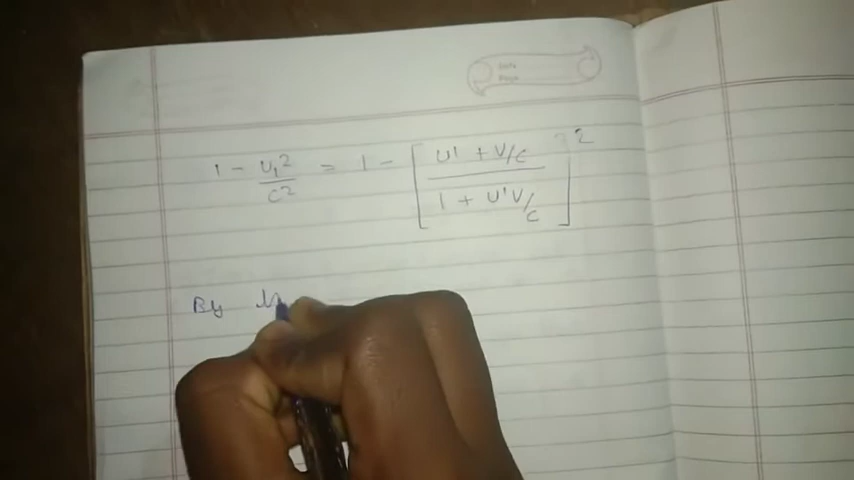 1 - U₁²/C² = 1 - [U' + V/C / 1 + U'V/C]²
By